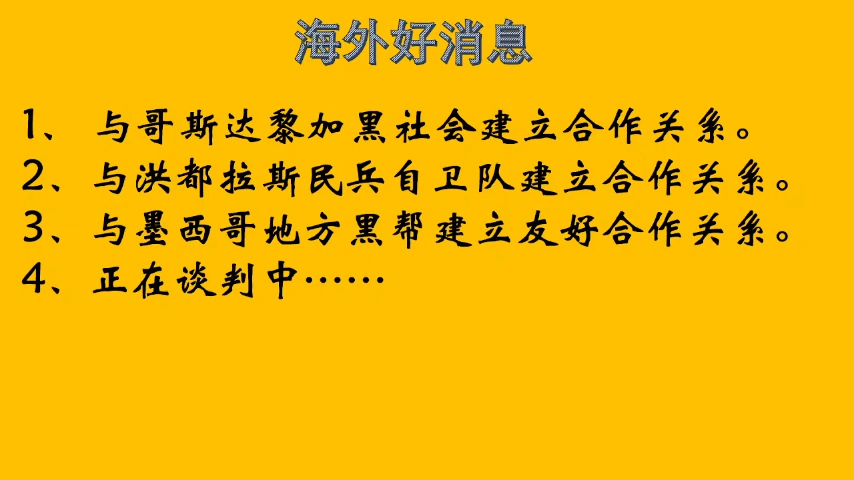 海外好消息
1、与哥斯达黎加黑社会建立合作关系。
2、与洪都拉斯民兵自卫队建立合作关系。
3、与墨西哥地方黑帮建立友好合作关系。
4、正在谈判中……